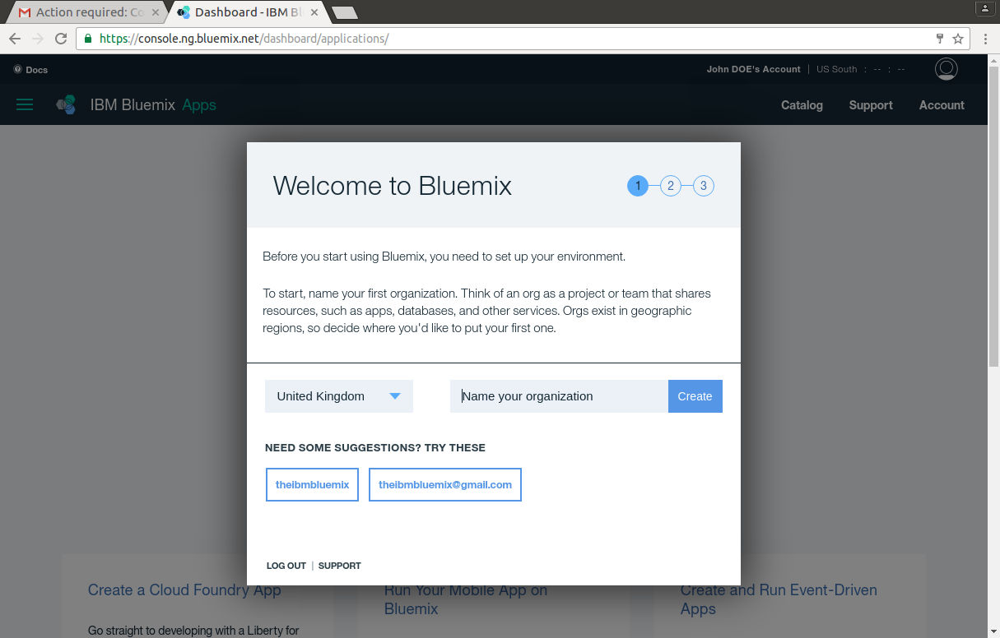 Action required: Co
Dashboard - IBM Bl
https://console.ng.bluemix.net/dashboard/applications/
Docs
John DOE's Account | US South : -- : --
IBM Bluemix Apps
Catalog Support Account
Welcome to Bluemix
1 2 3
Before you start using Bluemix, you need to set up your environment.
To start, name your first organization. Think of an org as a project or team that shares
resources, such as apps, databases, and other services. Orgs exist in geographic
regions, so decide where you'd like to put your first one.
United Kingdom
Name your organization
Create
NEED SOME SUGGESTIONS? TRY THESE
theibmbluemix
theibmbluemix@gmail.com
LOG OUT | SUPPORT
Create a Cloud Foundry App
Go straight to developing with a Liberty for
Run Your Mobile App on
Bluemix
Create and Run Event-Driven
Apps